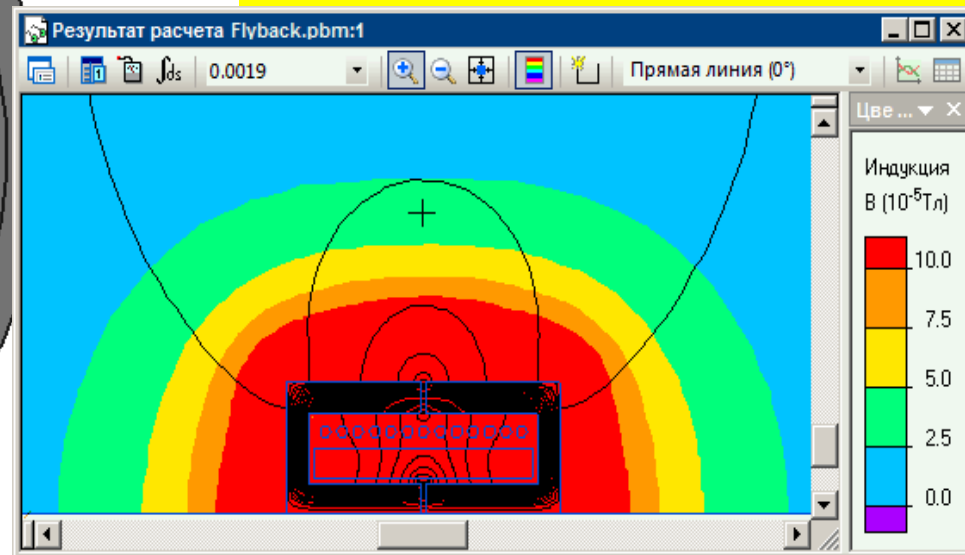 Результат расчета Flyback.pbm:1
∫ds 0.0019 Прямая линия (0°)
Цве ...
Индукция
B (10⁻⁵Тл)
10.0
7.5
5.0
2.5
0.0